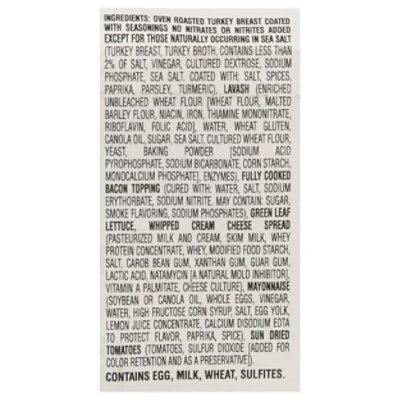 INGREDIENTS: OVEN ROASTED TURKEY BREAST COATED
WITH SEASONINGS NO NITRATES OR NITRITES ADDED
EXCEPT FOR THOSE NATURALLY OCCURRING IN SEA SALT
(TURKEY BREAST, TURKEY BROTH, CONTAINS LESS THAN
2% OF SALT, VINEGAR, CULTURED DEXTROSE, SODIUM
PHOSPHATE, SEA SALT. COATED WITH: SALT, SPICES,
PAPRIKA, PARSLEY, TURMERIC), LAVASH (ENRICHED
UNBLEACHED WHEAT FLOUR [WHEAT FLOUR, MALTED
BARLEY FLOUR, NIACIN, IRON, THIAMINE MONONITRATE,
RIBOFLAVIN, FOLIC ACID], WATER, WHEAT GLUTEN,
CANOLA OIL, SUGAR, SEA SALT, CULTURED WHEAT FLOUR,
YEAST, BAKING POWDER [SODIUM ACID
PYROPHOSPHATE, SODIUM BICARBONATE, CORN STARCH,
MONOCALCIUM PHOSPHATE], ENZYMES), FULLY COOKED
BACON TOPPING (CURED WITH: WATER, SALT, SODIUM
ERYTHORBATE, SODIUM NITRITE. MAY CONTAIN: SUGAR,
SMOKE FLAVORING, SODIUM PHOSPHATES), GREEN LEAF
LETTUCE, WHIPPED CREAM CHEESE SPREAD
(PASTEURIZED MILK AND CREAM, SKIM MILK, WHEY
PROTEIN CONCENTRATE, WHEY, MODIFIED FOOD STARCH,
SALT, CAROB BEAN GUM, XANTHAN GUM, GUAR GUM,
LACTIC ACID, NATAMYCIN [A NATURAL MOLD INHIBITOR],
VITAMIN A PALMITATE, CHEESE CULTURE), MAYONNAISE
(SOYBEAN OR CANOLA OIL, WHOLE EGGS, VINEGAR,
WATER, HIGH FRUCTOSE CORN SYRUP, SALT, EGG YOLK,
LEMON JUICE CONCENTRATE, CALCIUM DISODIUM EDTA
TO PROTECT FLAVOR, PAPRIKA, SPICE), SUN DRIED
TOMATOES (TOMATOES, SULFUR DIOXIDE [ADDED FOR
COLOR RETENTION AND AS A PRESERVATIVE]).
CONTAINS EGG, MILK, WHEAT, SULFITES.